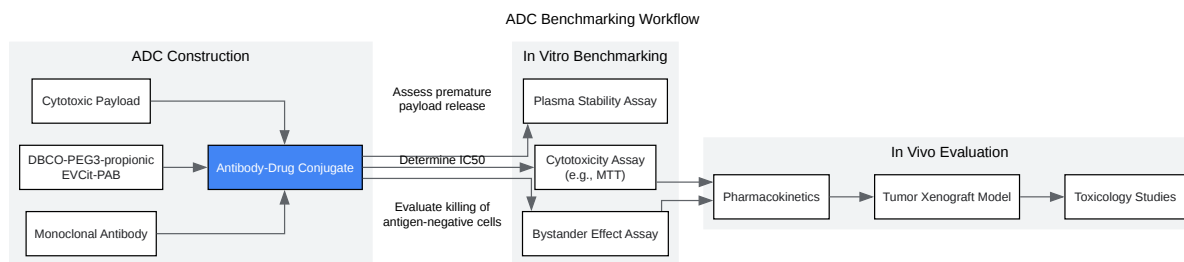 ADC Benchmarking Workflow
ADC Construction
Cytotoxic Payload
DBCO-PEG3-propionic
EVCit-PAB
Monoclonal Antibody
Antibody-Drug Conjugate
Assess premature
payload release
Determine IC50
Evaluate killing of
antigen-negative cells
In Vitro Benchmarking
Plasma Stability Assay
Cytotoxicity Assay
(e.g., MTT)
Bystander Effect Assay
In Vivo Evaluation
Pharmacokinetics
Tumor Xenograft Model
Toxicology Studies